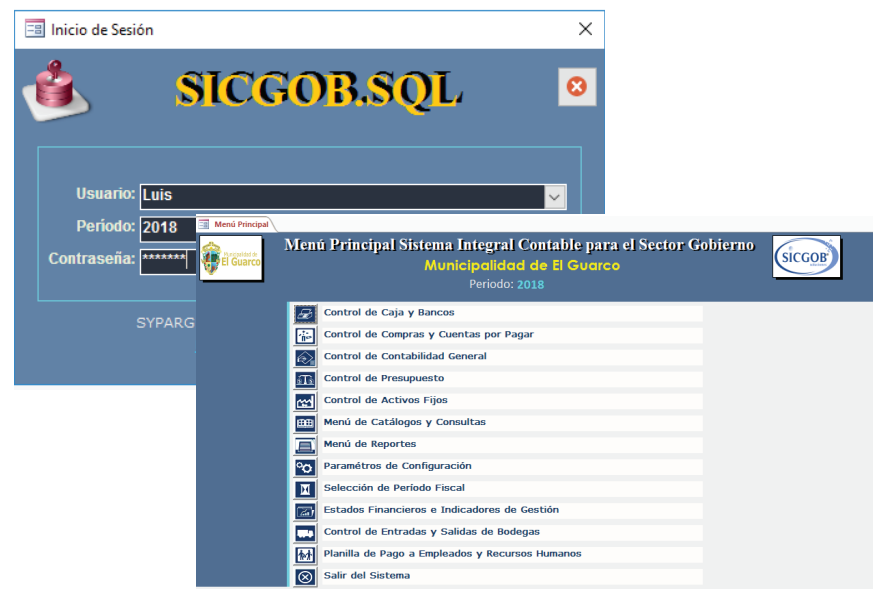 Inicio de Sesión
SICGOB.SQL
Usuario: Luis
Período: 2018
Contraseña: *******
SYPARG
Menú Principal
Municipalidad de
El Guarco
Menú Principal Sistema Integral Contable para el Sector Gobierno
Municipalidad de El Guarco
Periodo: 2018
SICGOB
Control de Caja y Bancos
Control de Compras y Cuentas por Pagar
Control de Contabilidad General
Control de Presupuesto
Control de Activos Fijos
Menú de Catálogos y Consultas
Menú de Reportes
Paramétros de Configuración
Selección de Período Fiscal
Estados Financieros e Indicadores de Gestión
Control de Entradas y Salidas de Bodegas
Planilla de Pago a Empleados y Recursos Humanos
Salir del Sistema